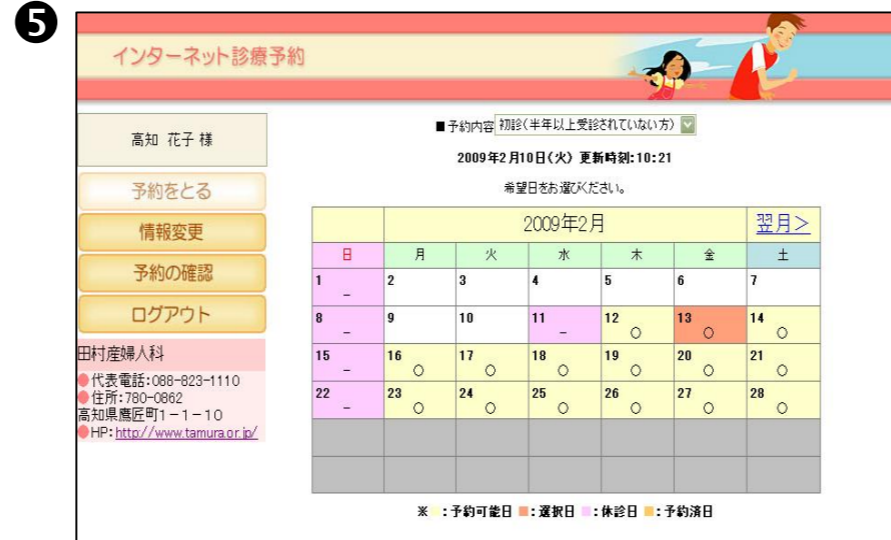 ❺
インターネット診療予約
高知 花子 様
予約をとる
情報変更
予約の確認
ログアウト
田村産婦人科
●代表電話:088-823-1110
●住所:780-0862
高知県鷹匠町1-1-10
●HP:http://www.tamura.or.jp/
■予約内容 初診(半年以上受診されていない方)
2009年2月10日(火) 更新時刻:10:21
希望日をお選びください。
2009年2月 翌月>
日 月 火 水 木 金 土
1 2 3 4 5 6 7
-
8 9 10 11 12 13 14
- - ○ ○ ○
15 16 17 18 19 20 21
- ○ ○ ○ ○ ○ ○
22 23 24 25 26 27 28
- ○ ○ ○ ○ ○ ○
※■:予約可能日 ■:選択日 ■:休診日 ■:予約済日